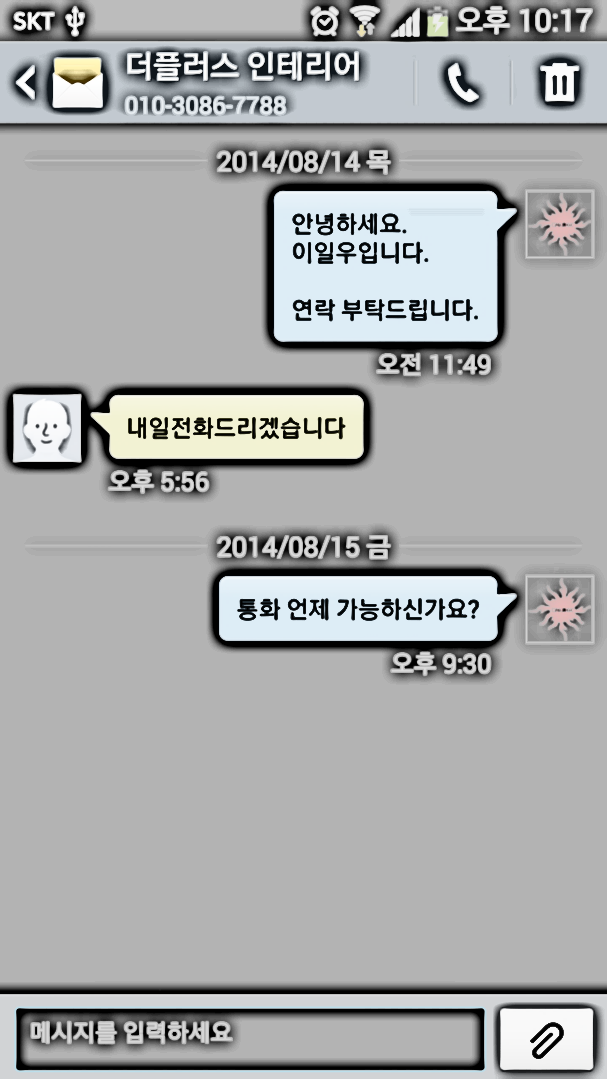 SKT 오후 10:17
더플러스 인테리어
010-3086-7788
2014/08/14 목
안녕하세요.
이일우입니다.
연락 부탁드립니다.
오전 11:49
내일전화드리겠습니다
오후 5:56
2014/08/15 금
통화 언제 가능하신가요?
오후 9:30
메시지를 입력하세요